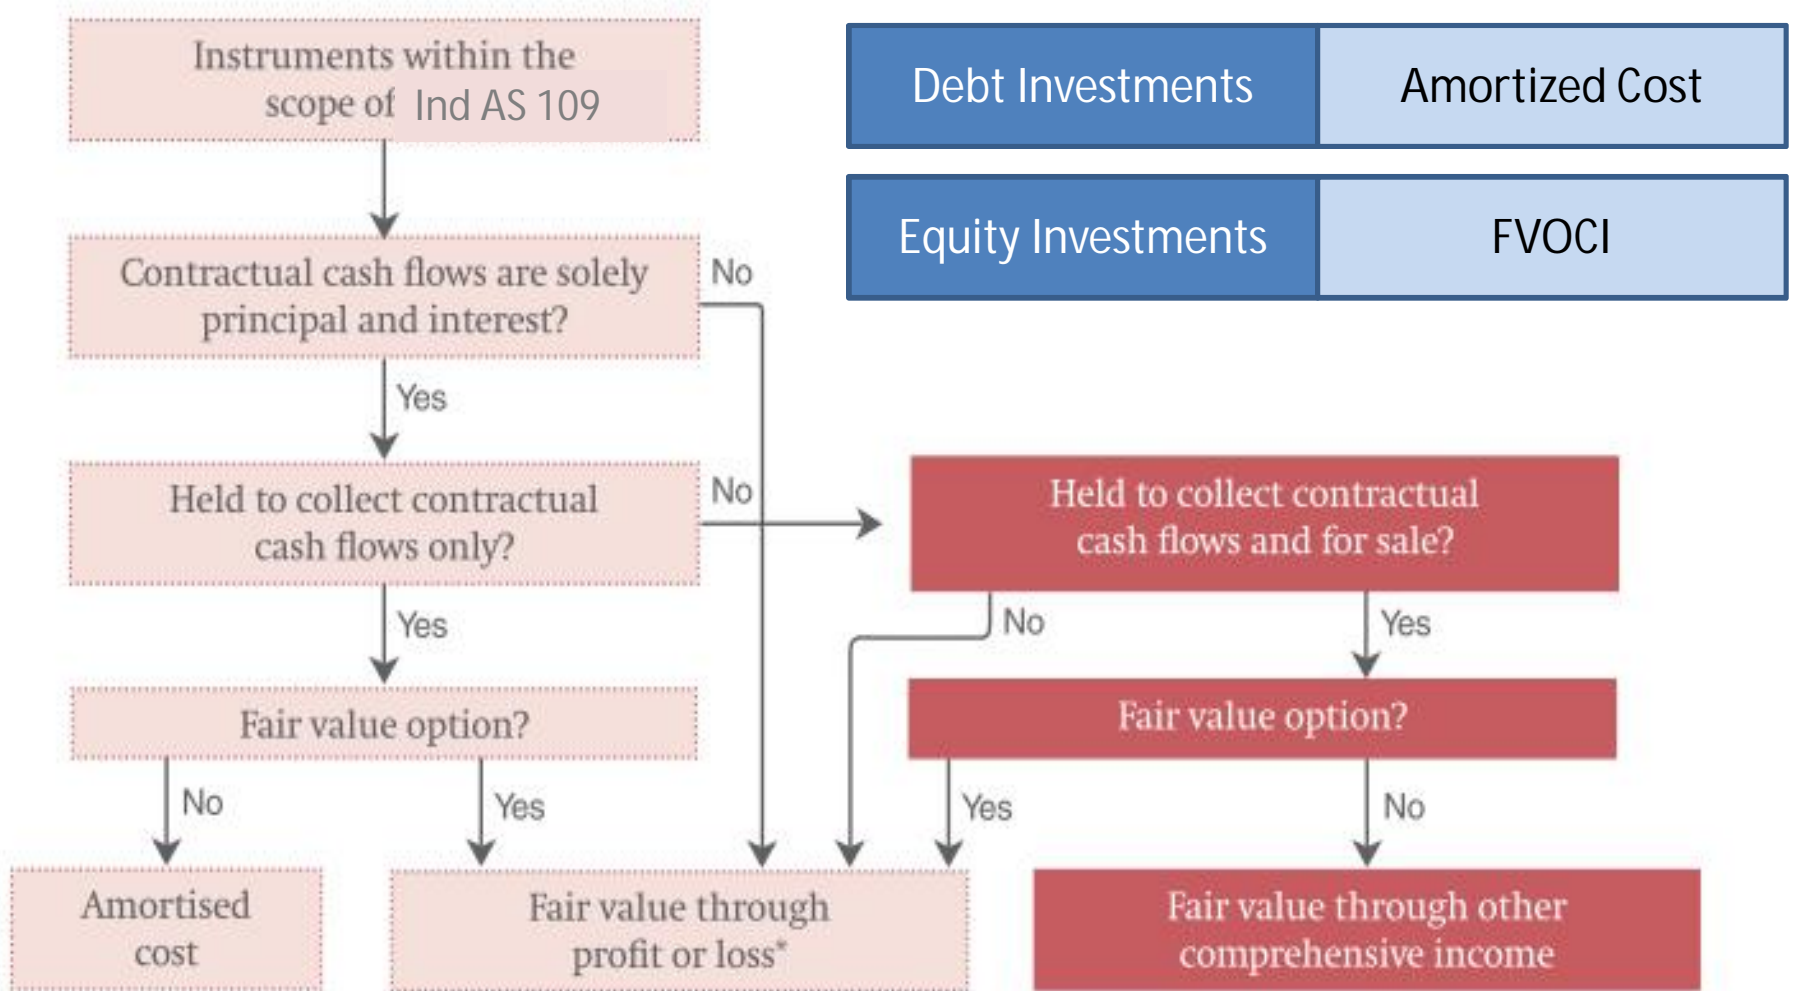 Instruments within the
scope of Ind AS 109
Debt Investments
Amortized Cost
Equity Investments
FVOCI
Contractual cash flows are solely
principal and interest?
No
Yes
Held to collect contractual
cash flows only?
No
Held to collect contractual
cash flows and for sale?
Yes
No
Yes
Fair value option?
Fair value option?
No
Yes
Yes
No
Amortised
cost
Fair value through
profit or loss*
Fair value through other
comprehensive income